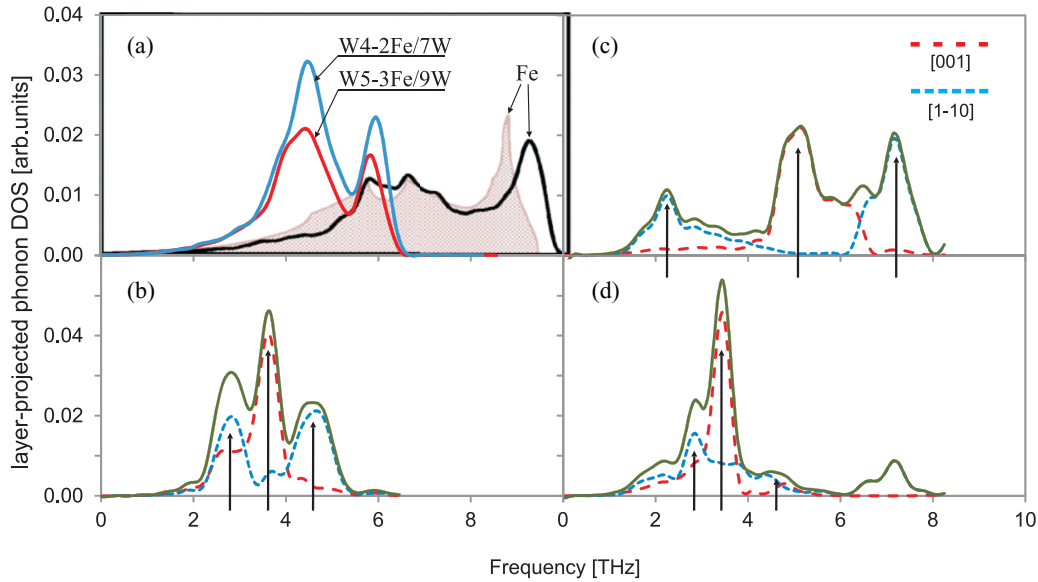 0.04
0.03
0.02
0.01
0.00
0.04
0.02
0.00
layer-projected phonon DOS [arb.units]
(a)
W4-2Fe/7W
W5-3Fe/9W
Fe
(c)
[001]
[1-10]
(b)
(d)
0 2 4 6 8 0 2 4 6 8 10
Frequency [THz]